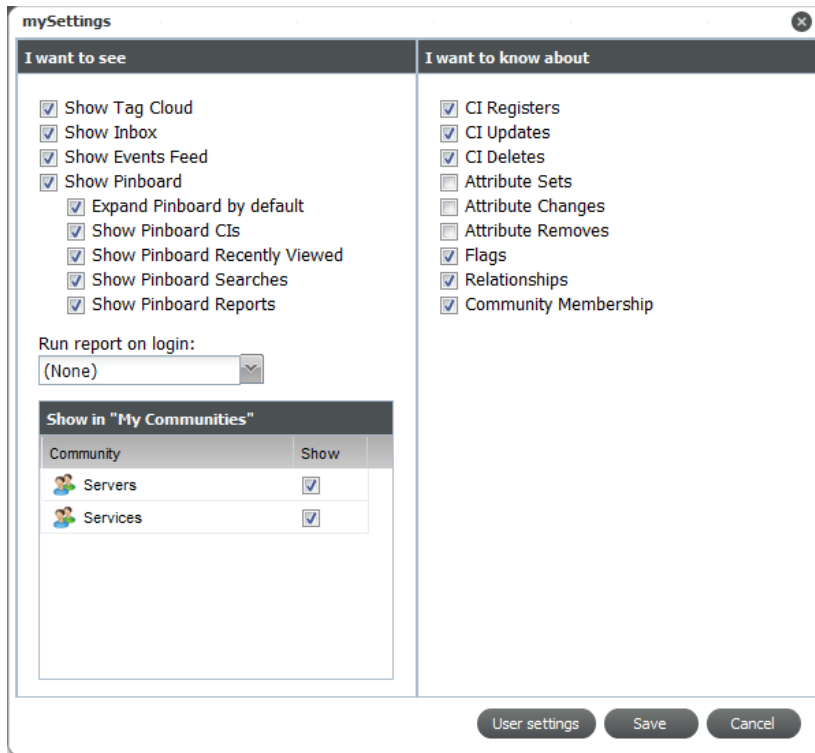 mySettings
I want to see
Show Tag Cloud
Show Inbox
Show Events Feed
Show Pinboard
Expand Pinboard by default
Show Pinboard CIs
Show Pinboard Recently Viewed
Show Pinboard Searches
Show Pinboard Reports
Run report on login:
(None)
Show in "My Communities"
Community Show
Servers
Services
I want to know about
CI Registers
CI Updates
CI Deletes
Attribute Sets
Attribute Changes
Attribute Removes
Flags
Relationships
Community Membership
User settings Save Cancel